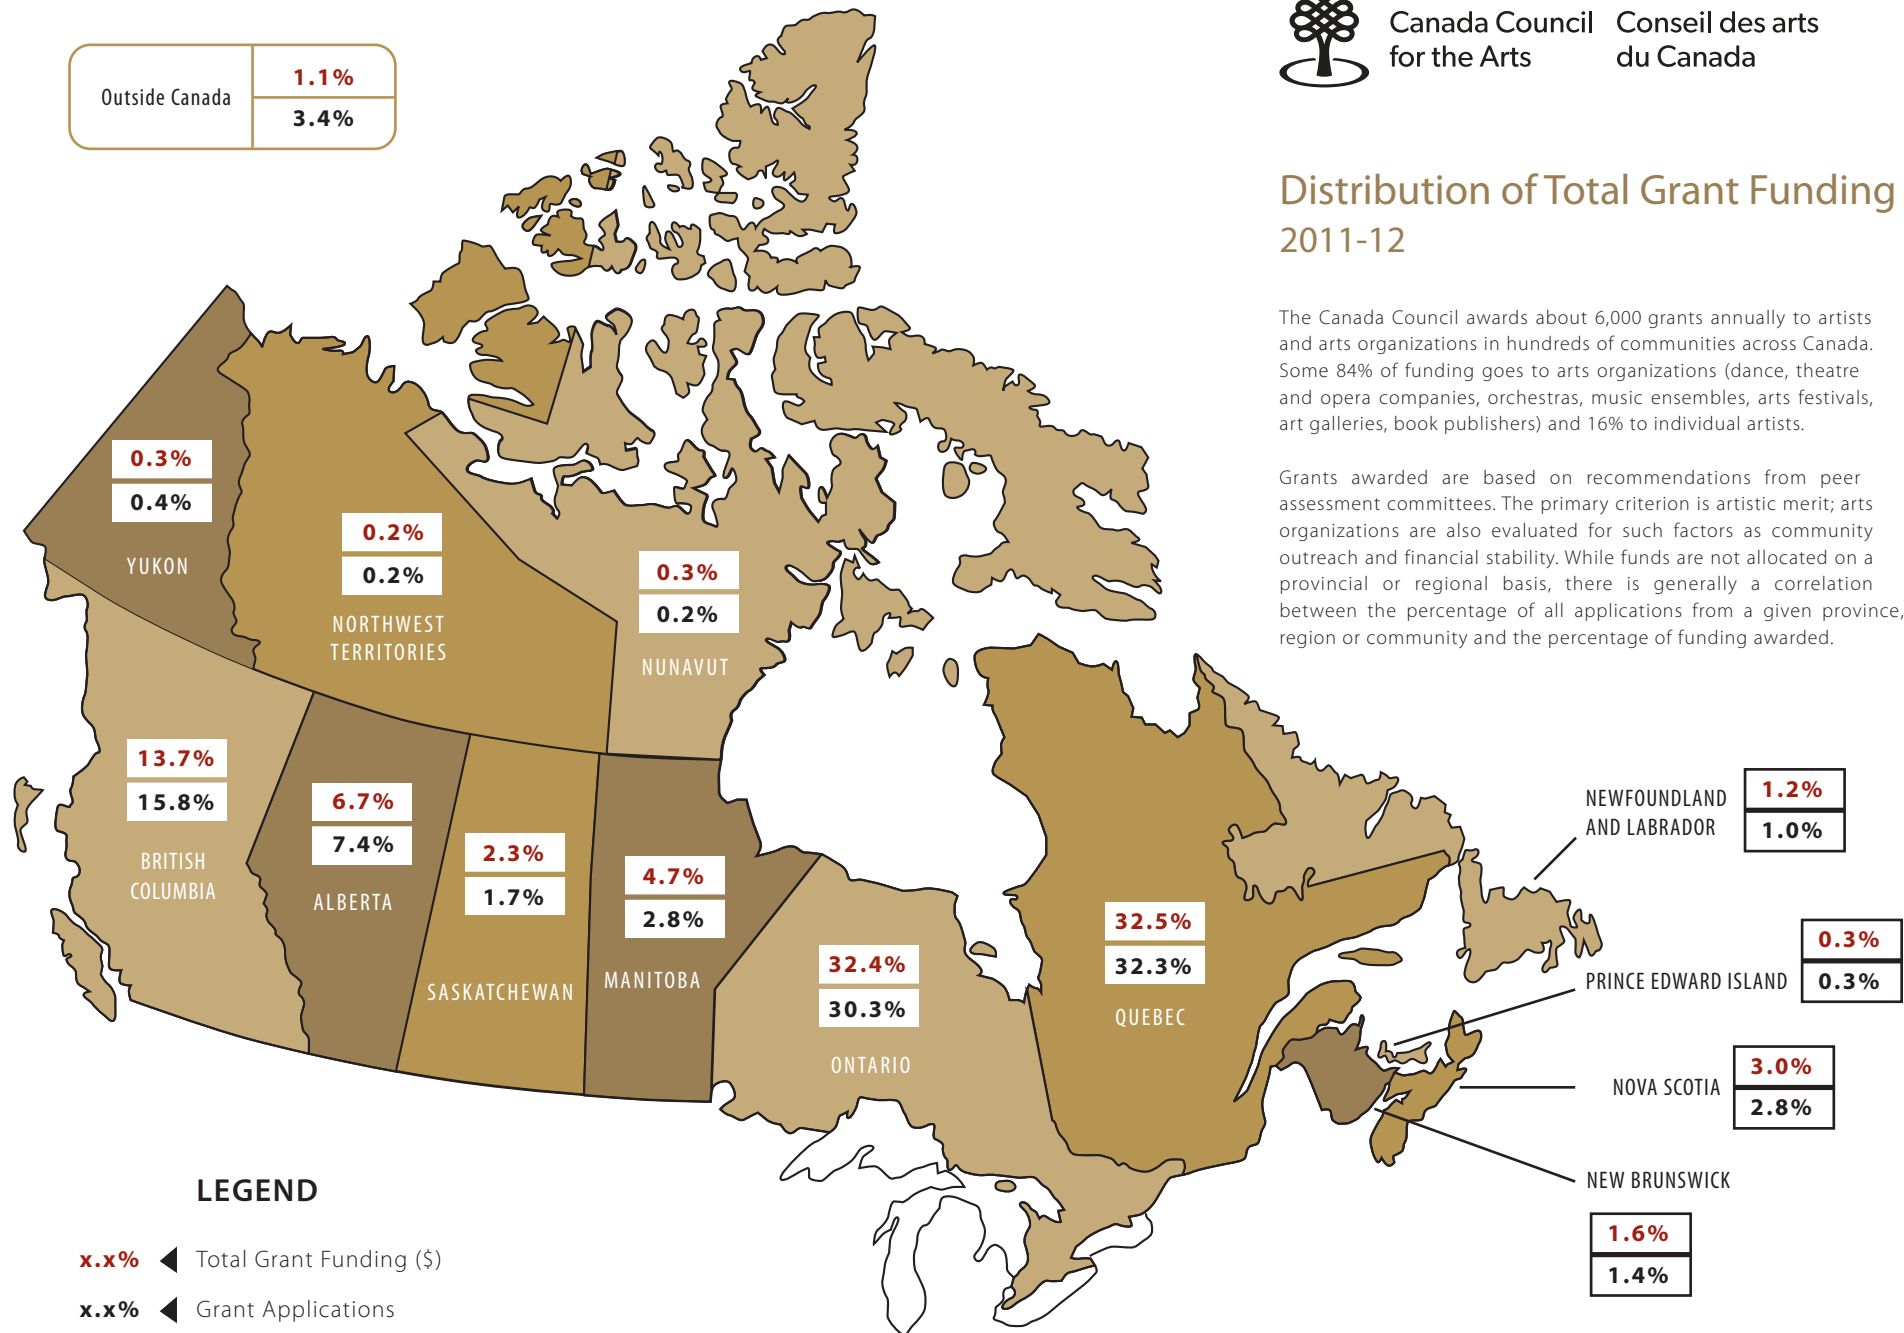 Canada Council
for the Arts
Conseil des arts
du Canada
Outside Canada
1.1%
3.4%
Distribution of Total Grant Funding
2011-12
The Canada Council awards about 6,000 grants annually to artists
and arts organizations in hundreds of communities across Canada.
Some 84% of funding goes to arts organizations (dance, theatre
and opera companies, orchestras, music ensembles, arts festivals,
art galleries, book publishers) and 16% to individual artists.
Grants awarded are based on recommendations from peer
assessment committees. The primary criterion is artistic merit; arts
organizations are also evaluated for such factors as community
outreach and financial stability. While funds are not allocated on a
provincial or regional basis, there is generally a correlation
between the percentage of all applications from a given province,
region or community and the percentage of funding awarded.
0.3%
0.4%
YUKON
0.2%
0.2%
NORTHWEST
TERRITORIES
0.3%
0.2%
NUNAVUT
13.7%
15.8%
BRITISH
COLUMBIA
6.7%
7.4%
ALBERTA
2.3%
1.7%
SASKATCHEWAN
4.7%
2.8%
MANITOBA
32.4%
30.3%
ONTARIO
32.5%
32.3%
QUEBEC
NEWFOUNDLAND
AND LABRADOR
1.2%
1.0%
PRINCE EDWARD ISLAND
0.3%
0.3%
NOVA SCOTIA
3.0%
2.8%
NEW BRUNSWICK
1.6%
1.4%
LEGEND
x.x% Total Grant Funding ($)
x.x% Grant Applications